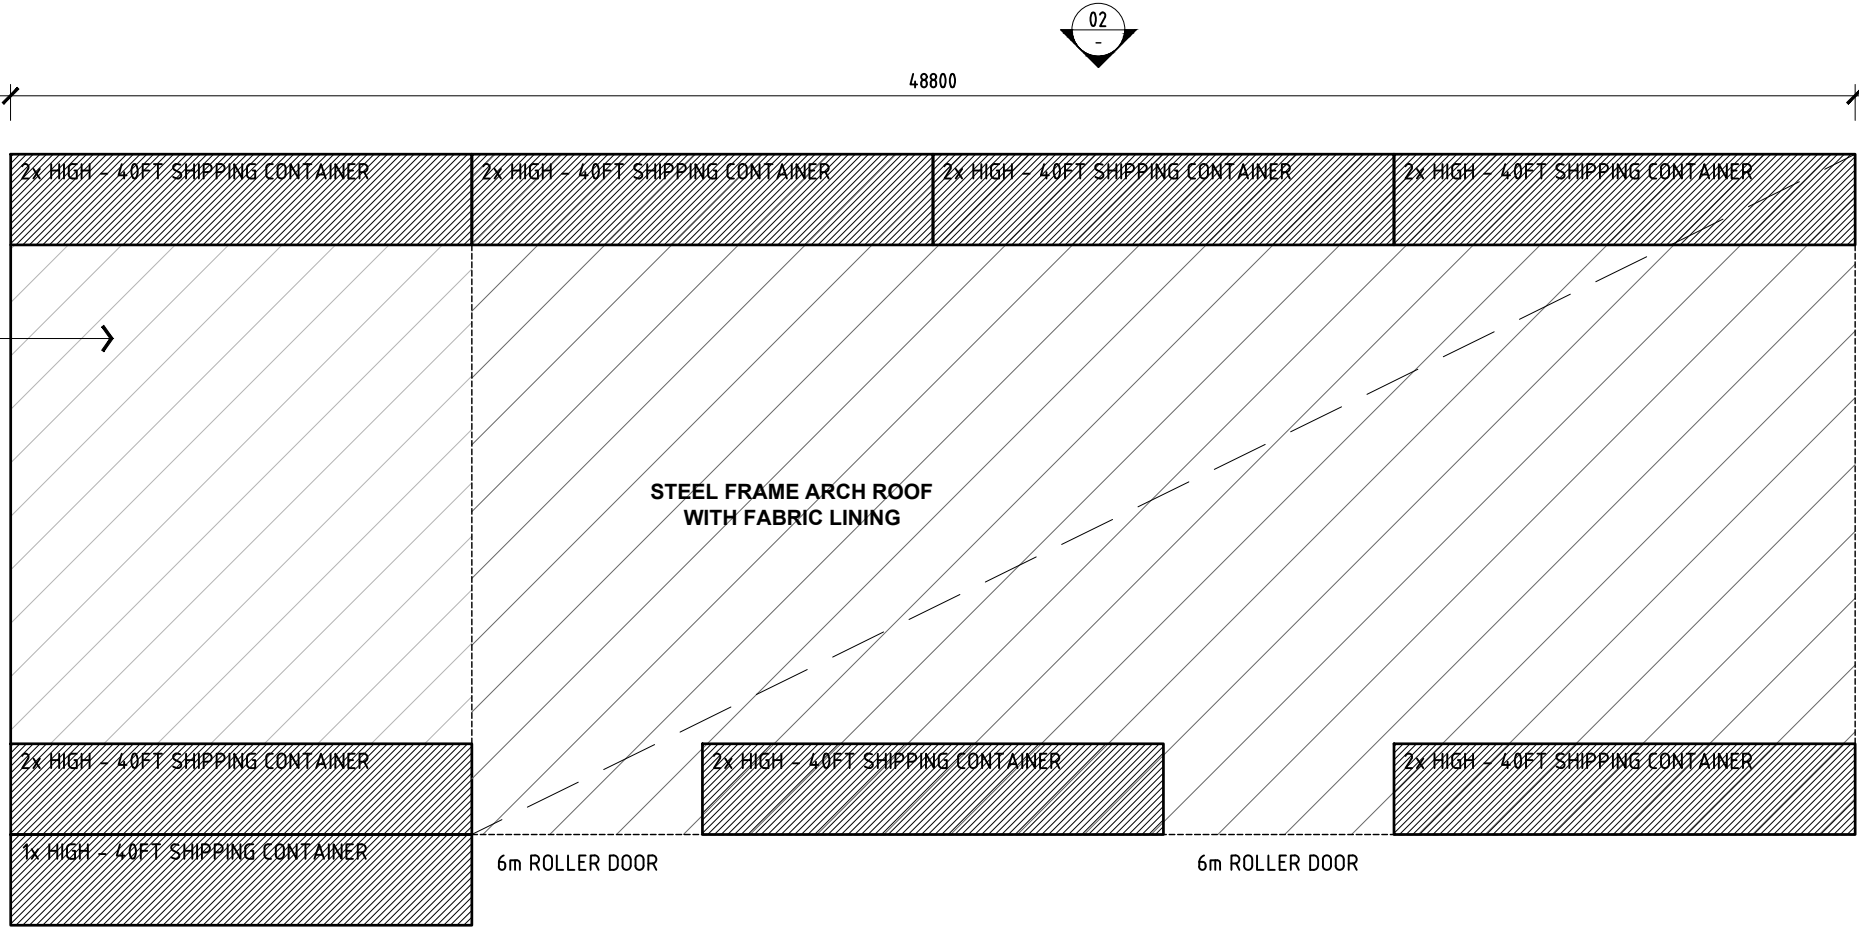 02
-
48800
2x HIGH - 40FT SHIPPING CONTAINER
2x HIGH - 40FT SHIPPING CONTAINER
2x HIGH - 40FT SHIPPING CONTAINER
2x HIGH - 40FT SHIPPING CONTAINER
STEEL FRAME ARCH ROOF
WITH FABRIC LINING
2x HIGH - 40FT SHIPPING CONTAINER
2x HIGH - 40FT SHIPPING CONTAINER
2x HIGH - 40FT SHIPPING CONTAINER
1x HIGH - 40FT SHIPPING CONTAINER
6m ROLLER DOOR
6m ROLLER DOOR